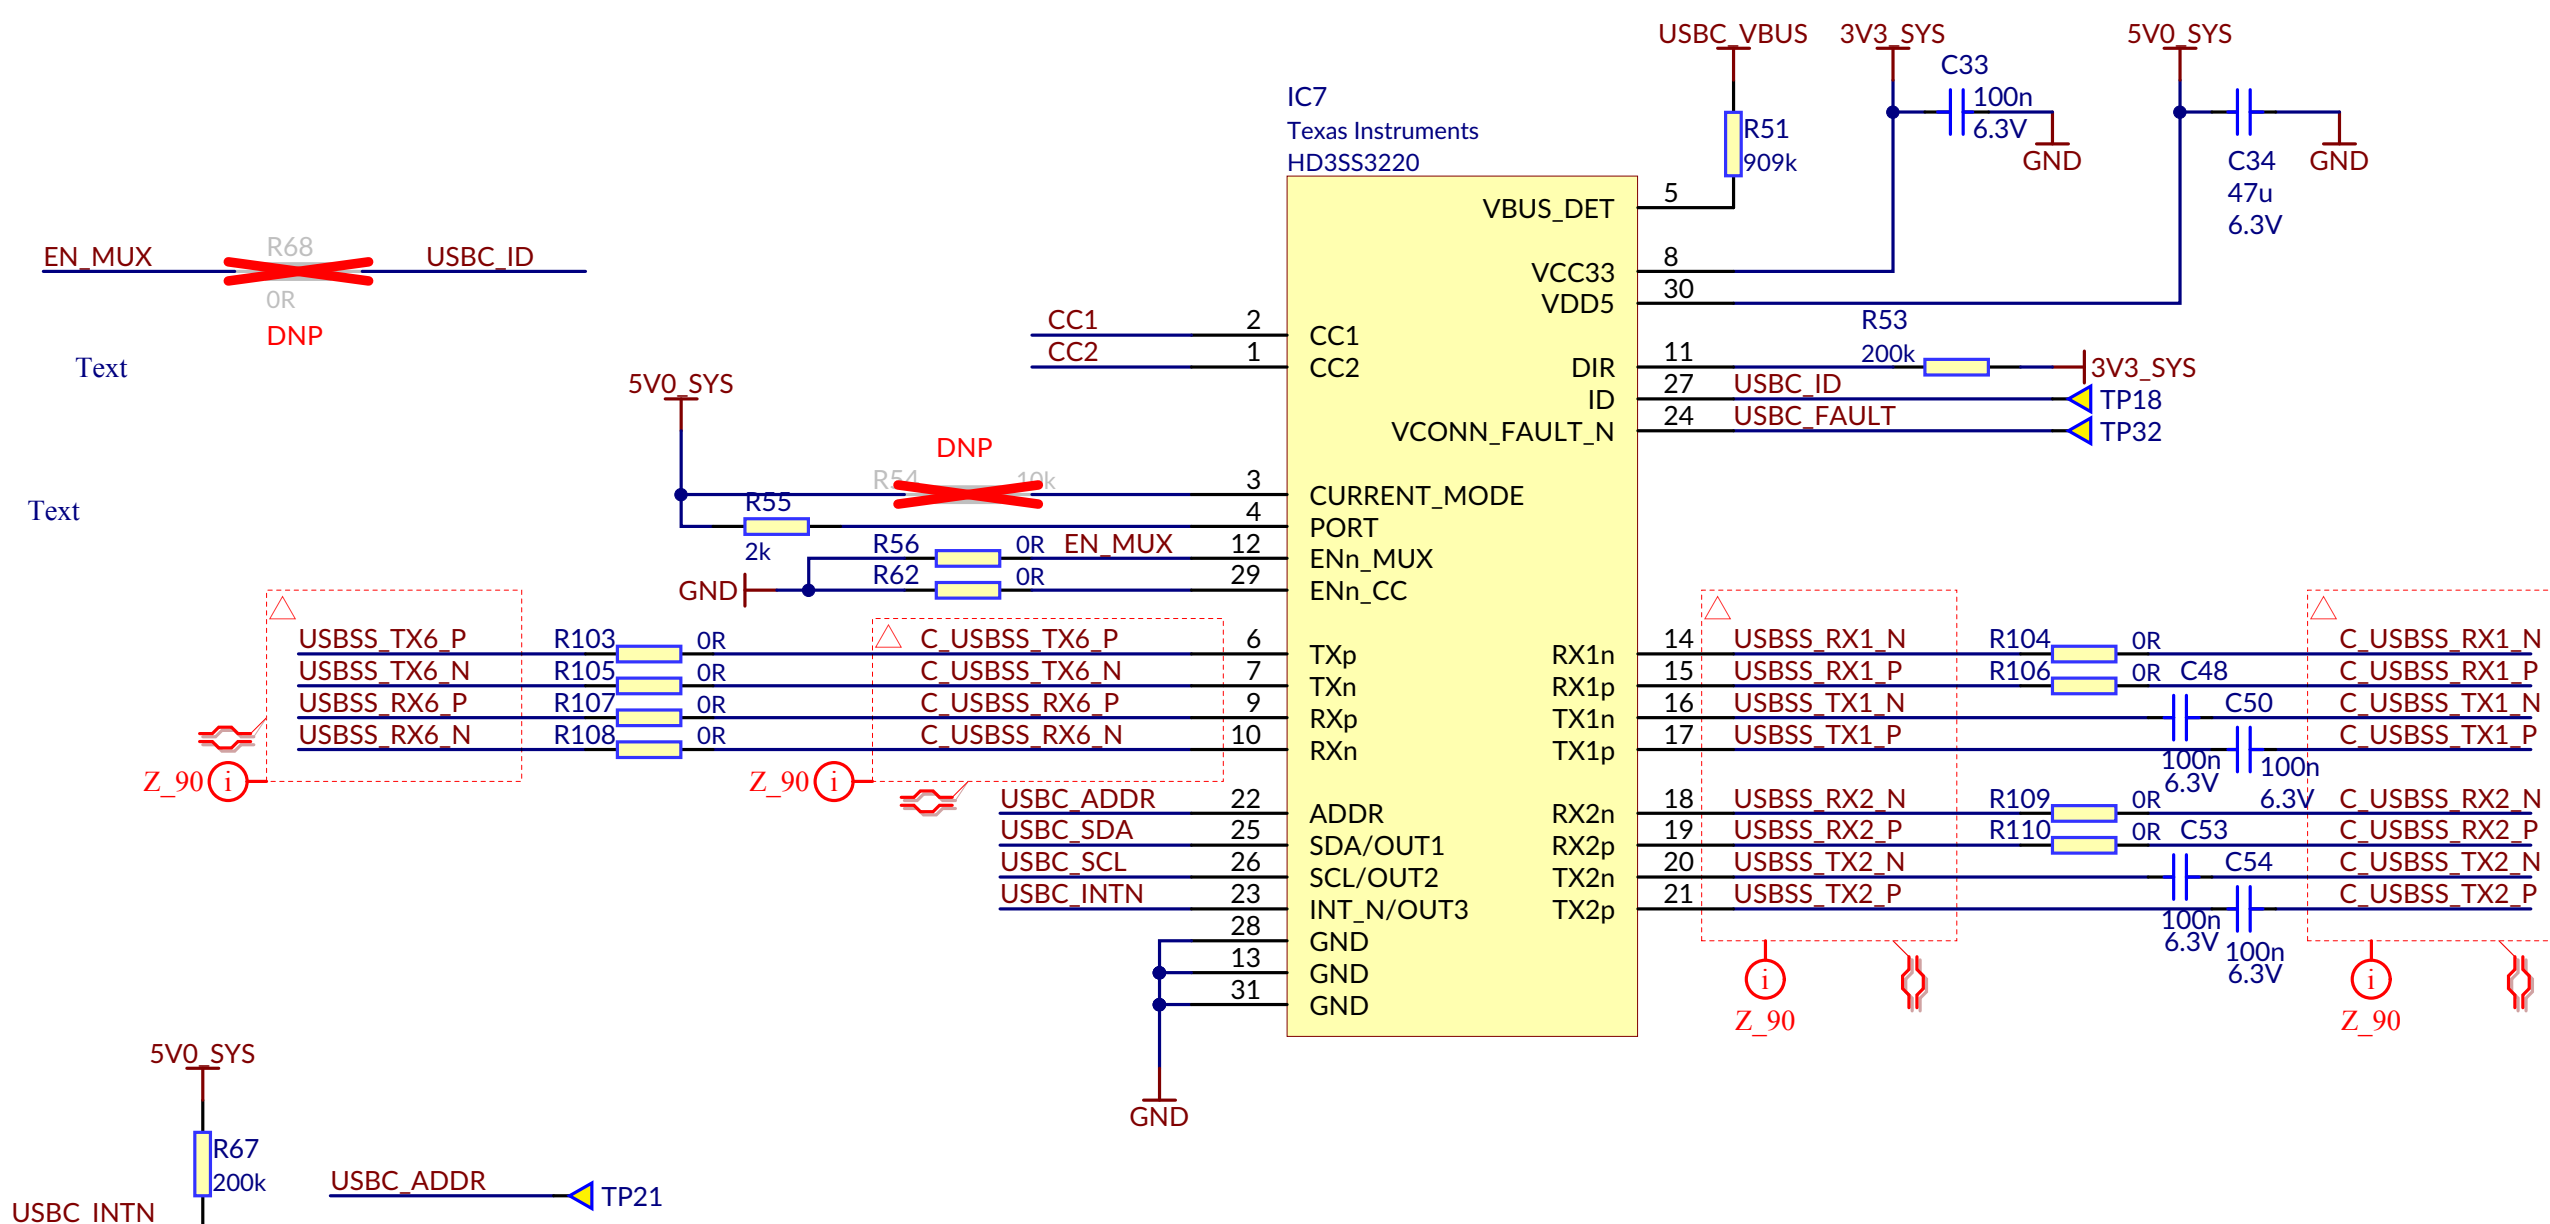 USBC_VBUS 3V3_SYS 5V0_SYS
C33
100n
6.3V
GND
C34
47u
6.3V
GND
R51
909k
IC7
Texas Instruments
HD3SS3220
VBUS_DET 5
VCC33 8
VDD5 30
EN_MUX R68 USBC_ID
0R
DNP
Text
Text
CC1 2 CC1
CC2 1 CC2
DIR 11 200k R53 3V3_SYS
ID 27 USBC_ID TP18
VCONN_FAULT_N 24 USBC_FAULT TP32
5V0_SYS
DNP
R54 10k 3 CURRENT_MODE
R55 4 PORT
2k
R56 0R EN_MUX 12 ENn_MUX
GND R62 0R 29 ENn_CC
USBSS_TX6_P R103 0R C_USBSS_TX6_P 6 TXp
USBSS_TX6_N R105 0R C_USBSS_TX6_N 7 TXn
USBSS_RX6_P R107 0R C_USBSS_RX6_P 9 RXp
USBSS_RX6_N R108 0R C_USBSS_RX6_N 10 RXn
Z_90 i
Z_90 i
RX1n 14 USBSS_RX1_N R104 0R C_USBSS_RX1_N
RX1p 15 USBSS_RX1_P R106 0R C48 C_USBSS_RX1_P
TX1n 16 USBSS_TX1_N C50 C_USBSS_TX1_N
TX1p 17 USBSS_TX1_P C_USBSS_TX1_P
100n
6.3V
100n
6.3V
USBC_ADDR 22 ADDR
USBC_SDA 25 SDA/OUT1
USBC_SCL 26 SCL/OUT2
USBC_INTN 23 INT_N/OUT3
28 GND
13 GND
31 GND
GND
RX2n 18 USBSS_RX2_N R109 0R C_USBSS_RX2_N
RX2p 19 USBSS_RX2_P R110 0R C53 C_USBSS_RX2_P
TX2n 20 USBSS_TX2_N C54 C_USBSS_TX2_N
TX2p 21 USBSS_TX2_P C_USBSS_TX2_P
100n
6.3V
100n
6.3V
i
Z_90
i
Z_90
5V0_SYS
R67
200k
USBC_ADDR TP21
USBC_INTN